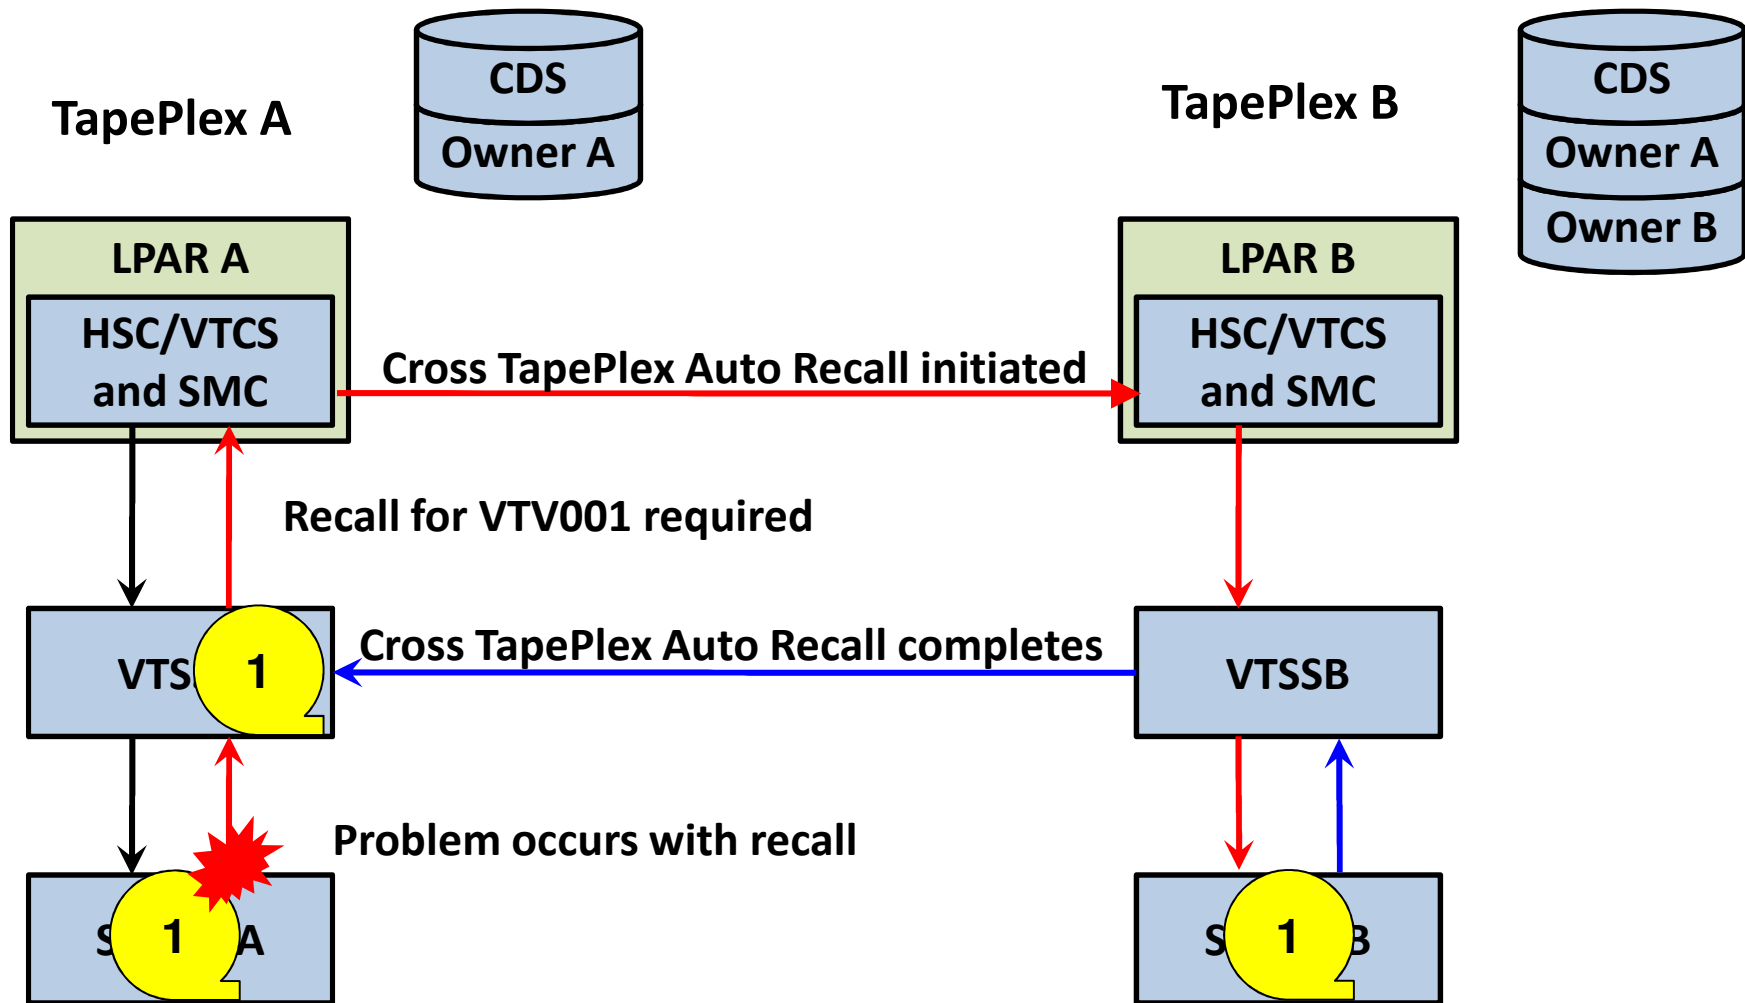 TapePlex A
CDS
Owner A
TapePlex B
CDS
Owner A
Owner B
LPAR A
HSC/VTCS
and SMC
Cross TapePlex Auto Recall initiated
LPAR B
HSC/VTCS
and SMC
Recall for VTV001 required
1
Cross TapePlex Auto Recall completes
VTSSB
Problem occurs with recall
1
A
1
B